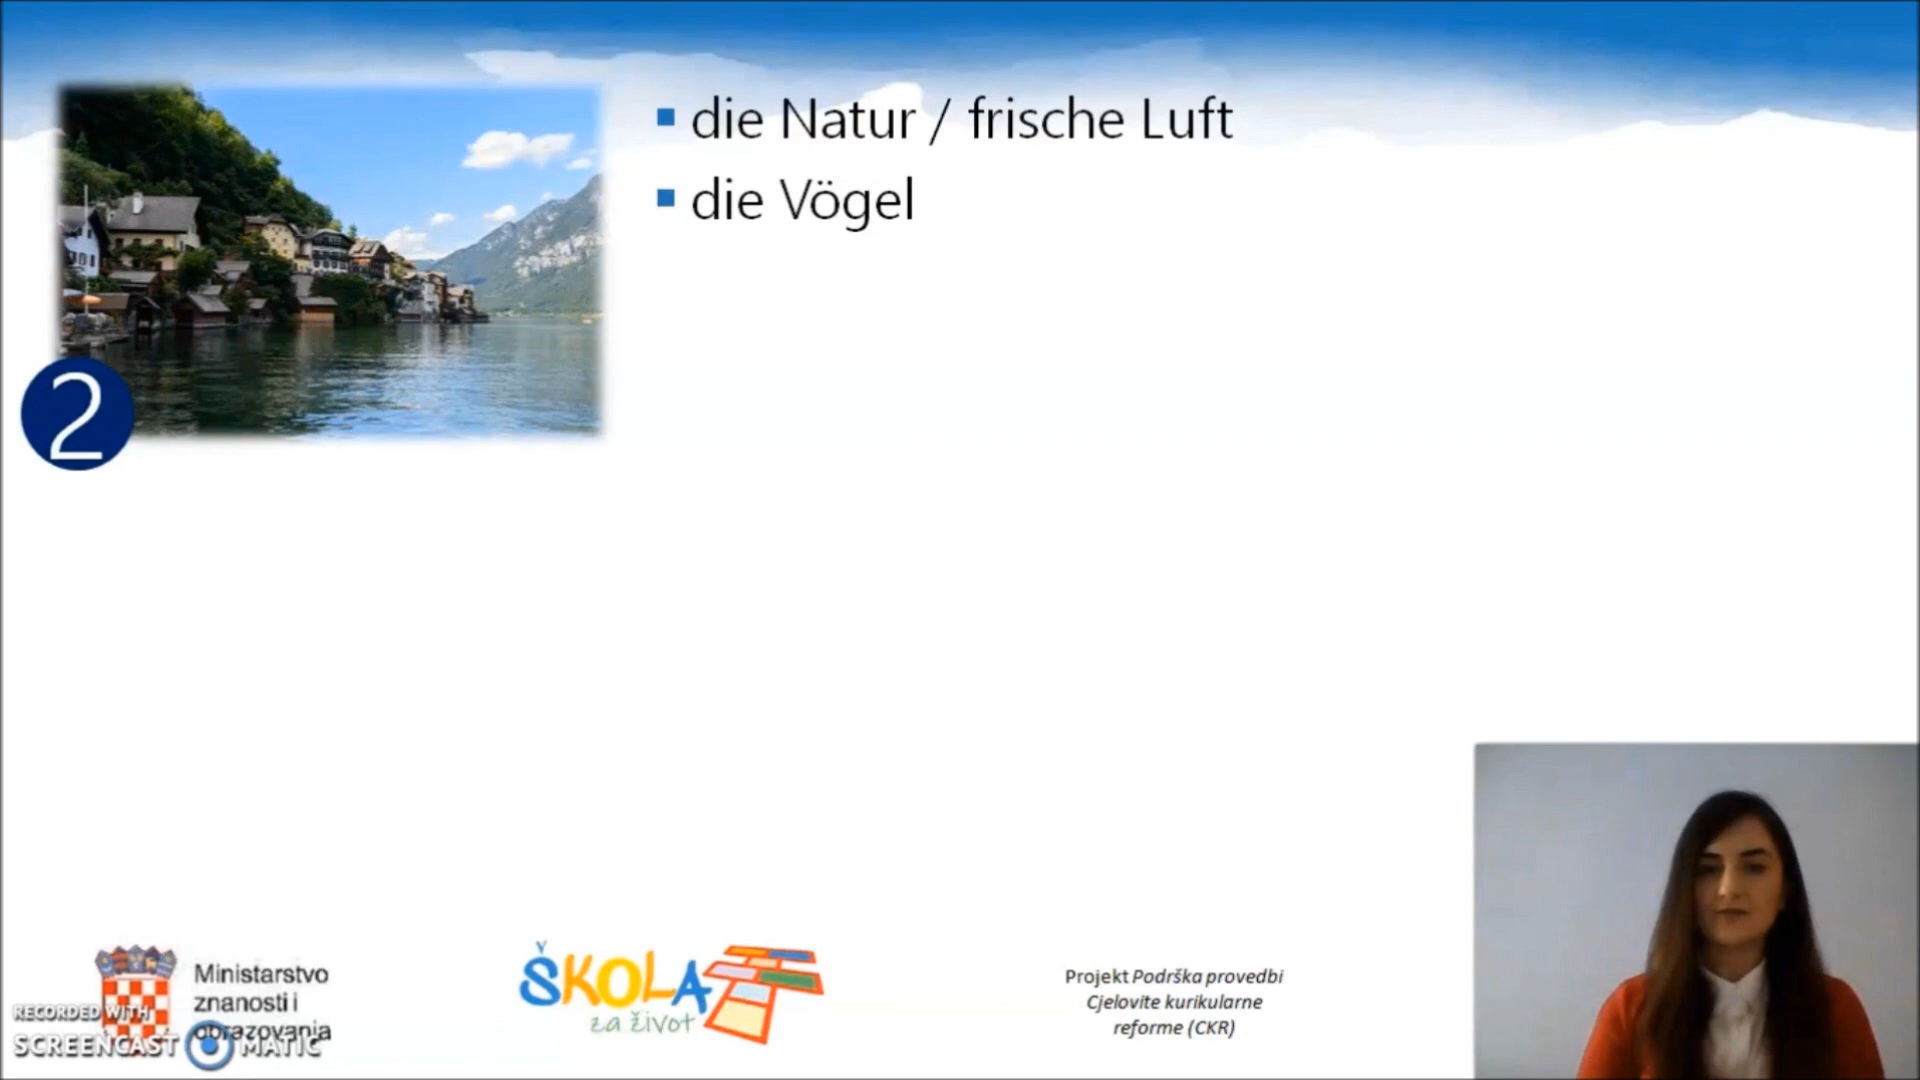 die Natur / frische Luft
die Vögel
2
Ministarstvo
znanosti i
obrazovanja
RECORDED WITH
SCREENCAST MATIC
ŠKOLA
za život
Projekt Podrška provedbi
Cjelovite kurikularne
reforme (CKR)